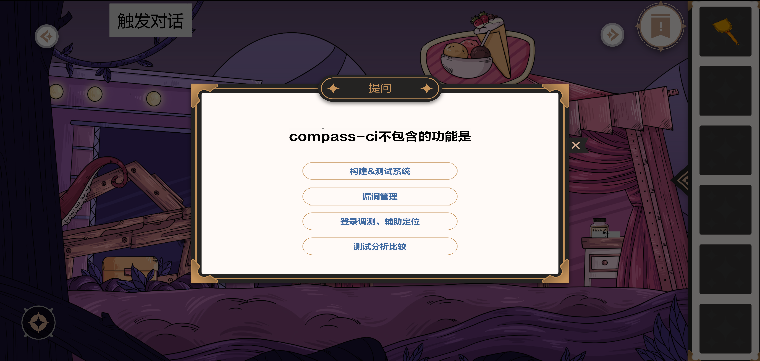 触发对话
提问
compass-ci不包含的功能是
构建&测试系统
漏洞管理
登录调测、辅助定位
测试分析比较